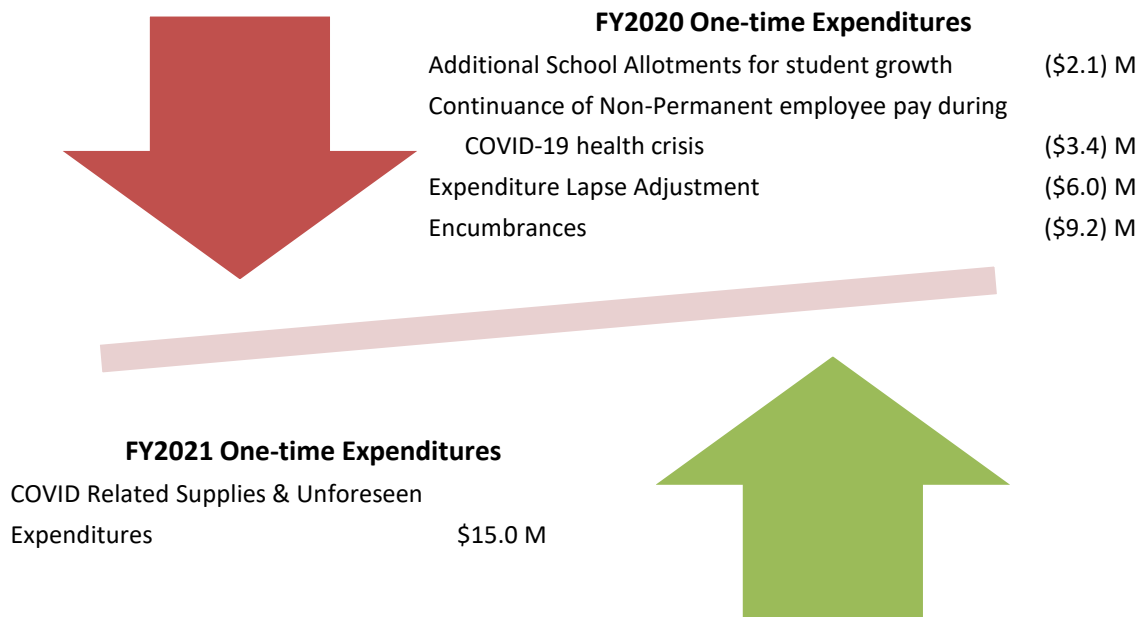 FY2020 One-time Expenditures
Additional School Allotments for student growth ($2.1) M
Continuance of Non-Permanent employee pay during
COVID-19 health crisis ($3.4) M
Expenditure Lapse Adjustment ($6.0) M
Encumbrances ($9.2) M
FY2021 One-time Expenditures
COVID Related Supplies & Unforeseen
Expenditures $15.0 M